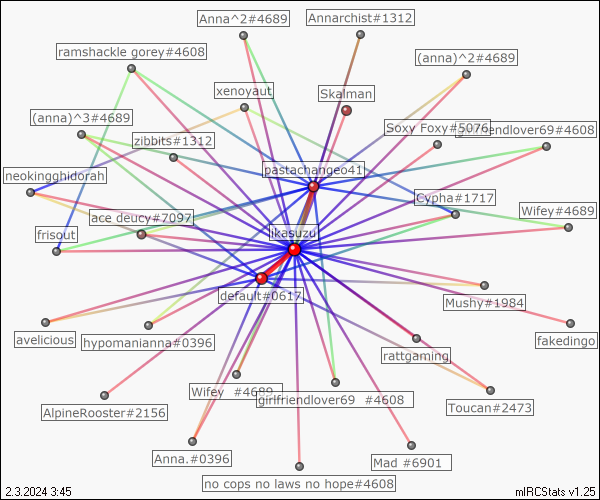 Anna^2#4689
Annarchist#1312
ramshackle gorey#4608
(anna)^2#4689
xenoyaut
Skalman
(anna)^3#4689
Soxy Foxy#5076
friendlover69#4608
zibbits#1312
pastachangeo41
neokingghidorah
Cypha#1717
Wifey#4689
ace deucy#7097
frisout
ikasuzu
default#0617
Mushy#1984
avelicious
hypomanianna#0396
rattgaming
fakedingo
Wifey #4689
girlfriendlover69 #4608
AlpineRooster#2156
Toucan#2473
Anna.#0396
Mad #6901
no cops no laws no hope#4608
2.3.2024 3:45
mIRCStats v1.25